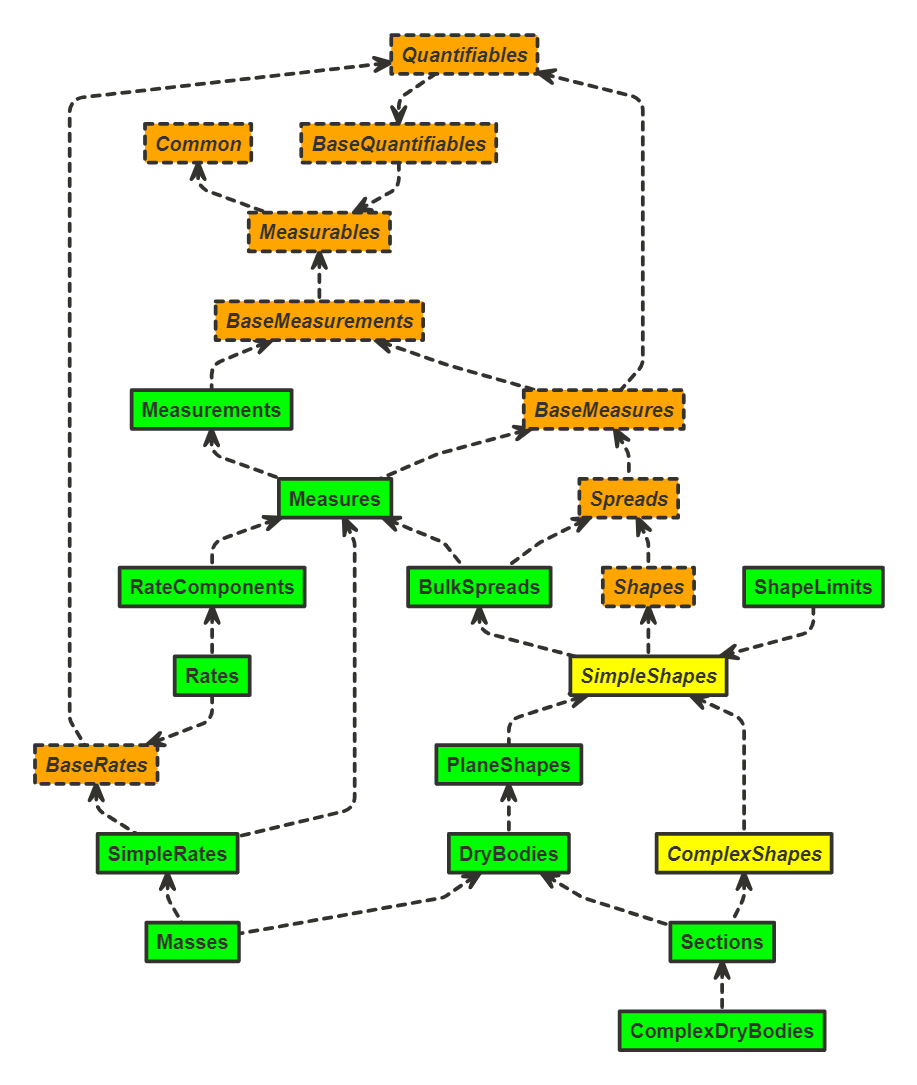 Quantifiables
Common
BaseQuantifiables
Measurables
BaseMeasurements
Measurements
BaseMeasures
Measures
Spreads
RateComponents
BulkSpreads
Shapes
ShapeLimits
Rates
SimpleShapes
BaseRates
PlaneShapes
SimpleRates
DryBodies
ComplexShapes
Masses
Sections
ComplexDryBodies